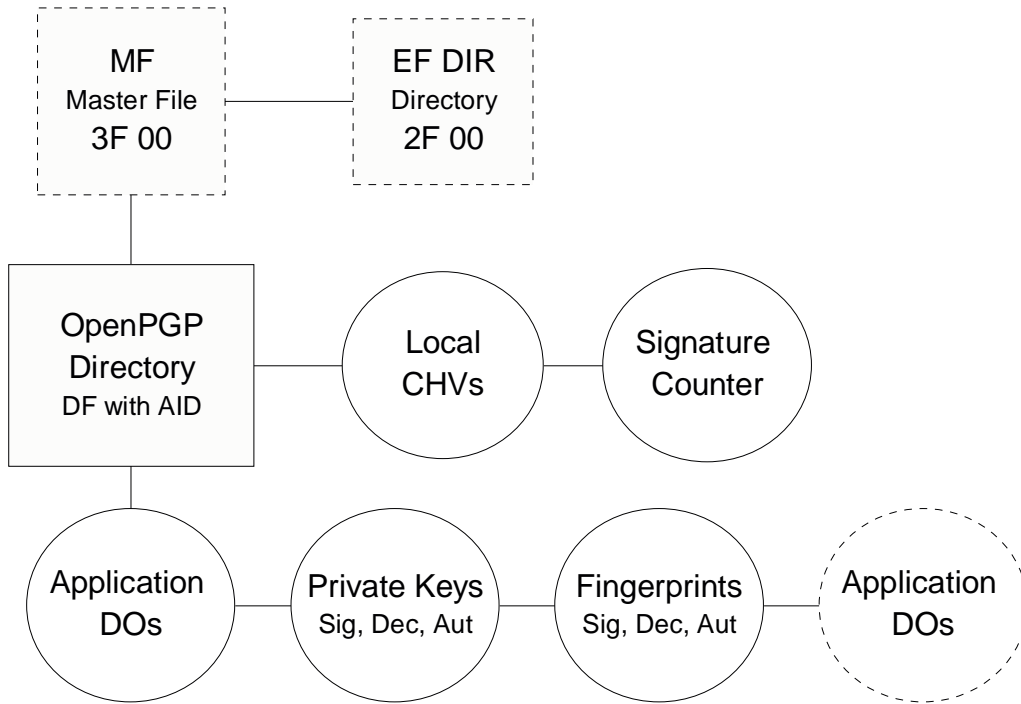 MF
Master File
3F 00
EF DIR
Directory
2F 00
OpenPGP
Directory
DF with AID
Local
CHVs
Signature
Counter
Application
DOs
Private Keys
Sig, Dec, Aut
Fingerprints
Sig, Dec, Aut
Application
DOs